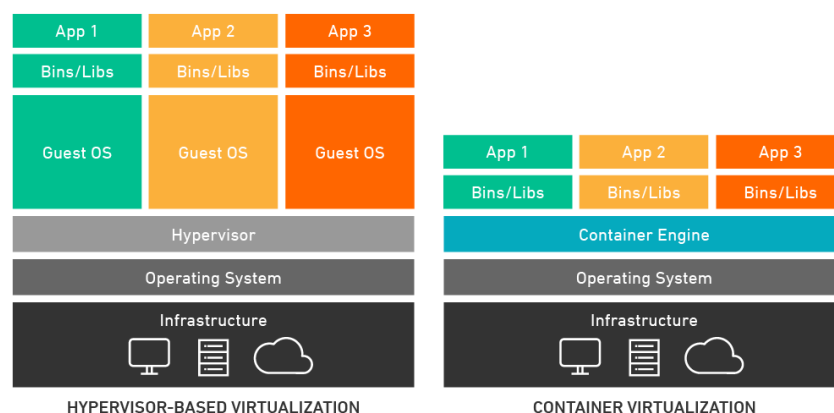 App 1
App 2
App 3
Bins/Libs
Bins/Libs
Bins/Libs
Guest OS
Guest OS
Guest OS
Hypervisor
Operating System
Infrastructure
HYPERVISOR-BASED VIRTUALIZATION
App 1
App 2
App 3
Bins/Libs
Bins/Libs
Bins/Libs
Container Engine
Operating System
Infrastructure
CONTAINER VIRTUALIZATION